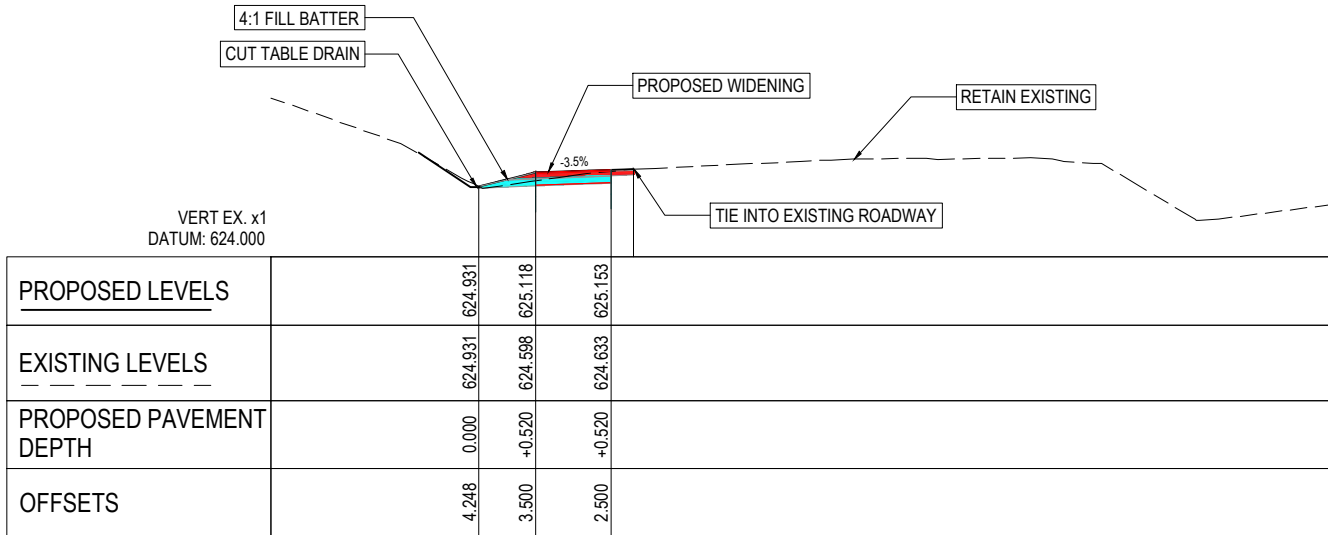 4:1 FILL BATTER
CUT TABLE DRAIN
PROPOSED WIDENING
RETAIN EXISTING
-3.5%
TIE INTO EXISTING ROADWAY
VERT EX. x1
DATUM: 624.000
PROPOSED LEVELS
624.931
625.118
625.153
EXISTING LEVELS
624.931
624.598
624.633
PROPOSED PAVEMENT
DEPTH
0.000
+0.520
+0.520
OFFSETS
4.248
3.500
2.500